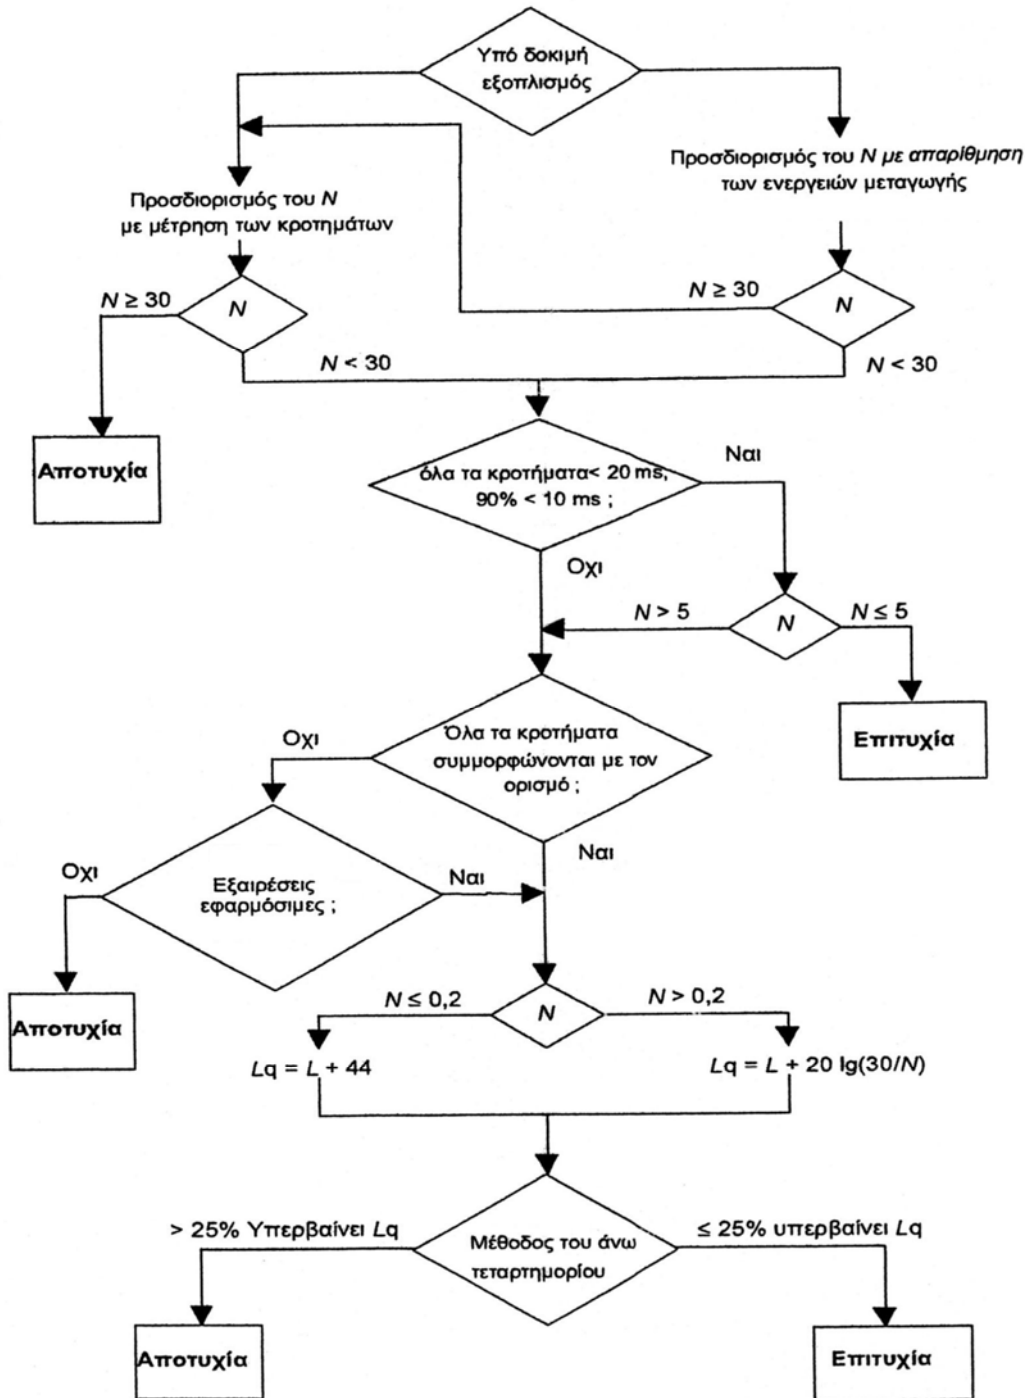 Υπό δοκιμή
εξοπλισμός
Προσδιορισμός του N με απαρίθμηση
των ενεργειών μεταγωγής
Προσδιορισμός του N
με μέτρηση των κροτημάτων
N ≥ 30
N
N ≥ 30
N
N < 30
N < 30
Αποτυχία
όλα τα κροτήματα< 20 ms,
90% < 10 ms ;
Ναι
Οχι
N > 5
N
N ≤ 5
Επιτυχία
Όλα τα κροτήματα
συμμορφώνονται με τον
ορισμό ;
Οχι
Ναι
Οχι
Εξαιρέσεις
εφαρμόσιμες ;
Ναι
Αποτυχία
N ≤ 0,2
N
N > 0,2
Lq = L + 44
Lq = L + 20 lg(30/N)
> 25% Υπερβαίνει Lq
Μέθοδος του άνω
τεταρτημορίου
≤ 25% υπερβαίνει Lq
Αποτυχία
Επιτυχία